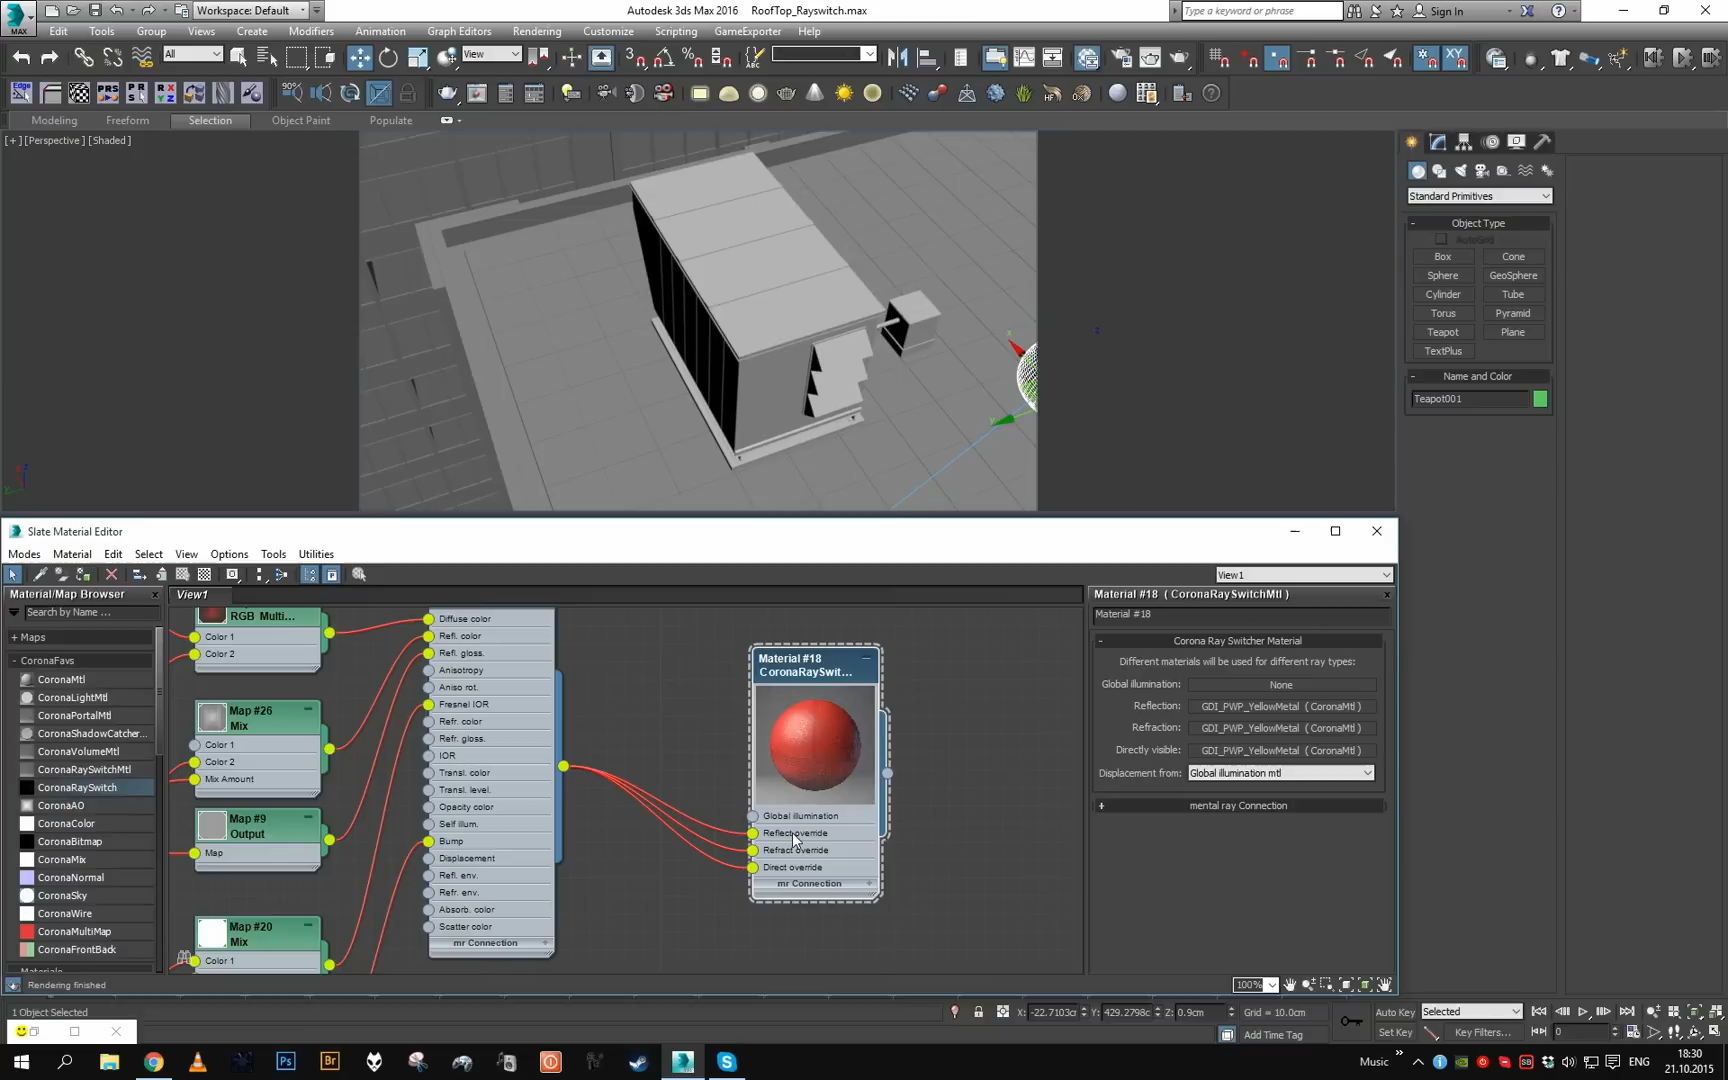 MAX
Workspace: Default
Autodesk 3ds Max 2016 RoofTop_Rayswitch.max
Type a keyword or phrase
Sign In
Edit Tools Group Views Create Modifiers Animation Graph Editors Rendering Customize Scripting GameExporter Help
All
View
Modeling Freeform Selection Object Paint Populate
[+] [Perspective] [Shaded]
Standard Primitives
Object Type
AutoGrid
Box Cone
Sphere GeoSphere
Cylinder Tube
Torus Pyramid
Teapot Plane
TextPlus
Name and Color
Teapot001
Slate Material Editor
Modes Material Edit Select View Options Tools Utilities
View1
Material/Map Browser
Search by Name ...
+ Maps
- CoronaFavs
CoronaMtl
CoronaLightMtl
CoronaPortalMtl
CoronaShadowCatcher...
CoronaVolumeMtl
CoronaRaySwitchMtl
CoronaRaySwitch
CoronaAO
CoronaColor
CoronaBitmap
CoronaMix
CoronaNormal
CoronaSky
CoronaWire
CoronaMultiMap
CoronaFrontBack
View1
RGB Multi...
Color 1
Color 2
Map #26
Mix
Color 1
Color 2
Mix Amount
Map #9
Output
Map
Map #20
Mix
Color 1
Diffuse color
Refl. color
Refl. gloss.
Anisotropy
Aniso rot.
Fresnel IOR
Refr. color
Refr. gloss.
IOR
Transl. color
Transl. level.
Opacity color
Self illum.
Bump
Displacement
Refl. env.
Refr. env.
Absorb. color
Scatter color
mr Connection
Material #18
CoronaRaySwit...
Global illumination
Reflect override
Refract override
Direct override
mr Connection
Material #18 ( CoronaRaySwitchMtl )
Material #18
Corona Ray Switcher Material
Different materials will be used for different ray types:
Global illumination: None
Reflection: GDI_PWP_YellowMetal ( CoronaMtl )
Refraction: GDI_PWP_YellowMetal ( CoronaMtl )
Directly visible: GDI_PWP_YellowMetal ( CoronaMtl )
Displacement from: Global illumination mtl
mental ray Connection
Rendering finished
100%
1 Object Selected
X: -22.7103cm Y: 429.2798c Z: 0.9cm Grid = 10.0cm
Add Time Tag
Auto Key Selected
Set Key Key Filters...
0
Music
ENG
18:30
21.10.2015